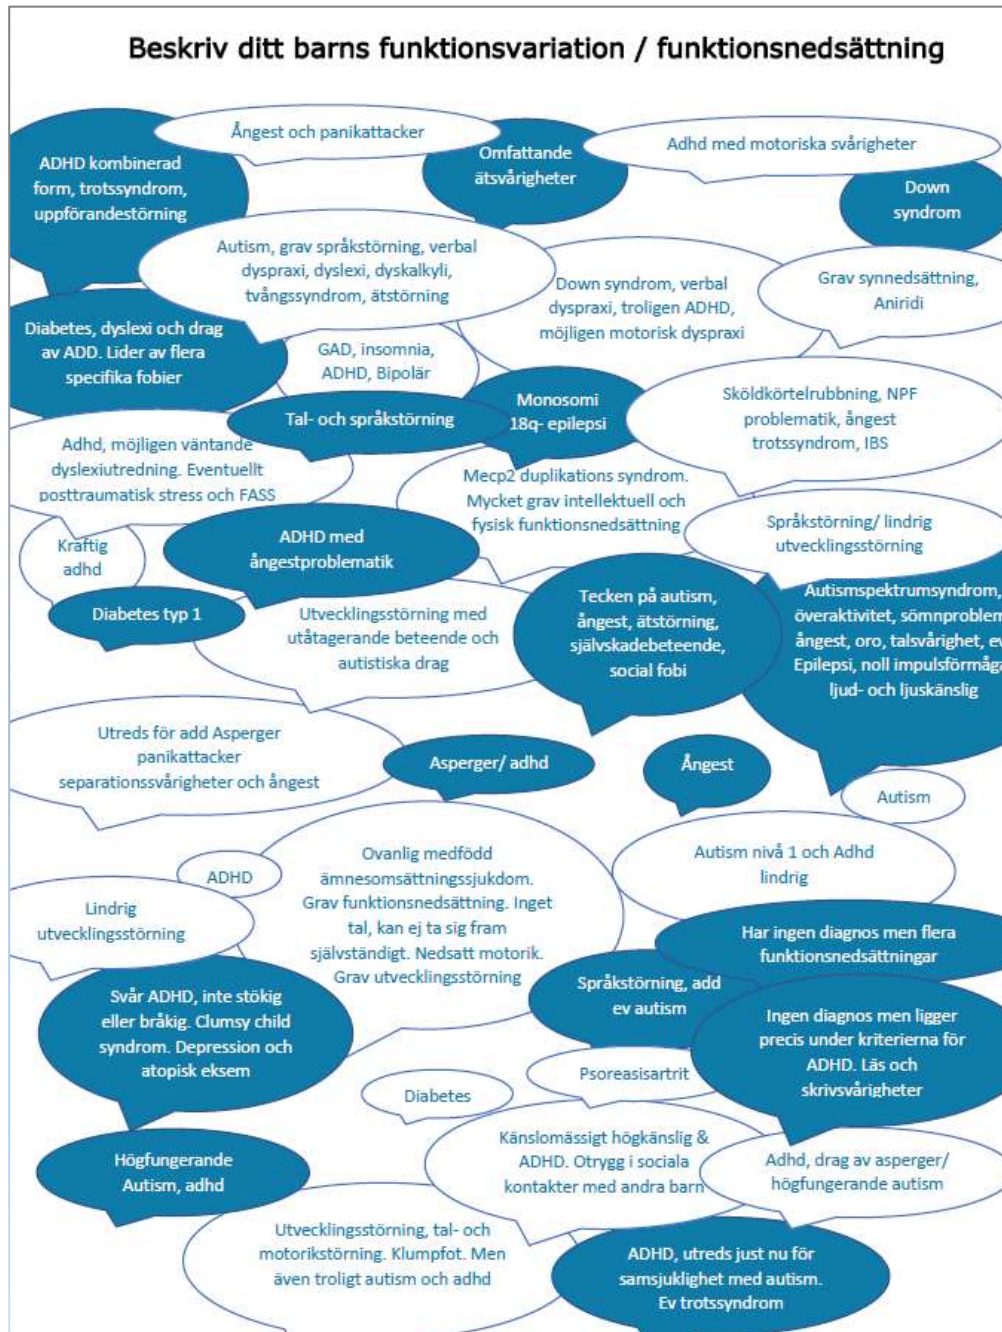 Beskriv ditt barns funktionsvariation / funktionsnedsättning
Ångest och panikattacker
ADHD kombinerad
form, trotssyndrom,
uppförandestörning
Omfattande
ätsvårigheter
Adhd med motoriska svårigheter
Down
syndrom
Autism, grav språkstörning, verbal
dyspraxi, dyslexi, dyskalkyli,
tvångssyndrom, ätstörning
Down syndrom, verbal
dyspraxi, troligen ADHD,
möjligen motorisk dyspraxi
Grav synnedsättning,
Aniridi
Diabetes, dyslexi och drag
av ADD. Lider av flera
specifika fobier
GAD, insomnia,
ADHD, Bipolär
Tal- och språkstörning
Monosomi
18q- epilepsi
Sköldkörtelrubbning, NPF
problematik, ångest
trotssyndrom, IBS
Adhd, möjligen väntande
dyslexiutredning. Eventuellt
posttraumatisk stress och FASS
Mecp2 duplikations syndrom.
Mycket grav intellektuell och
fysisk funktionsnedsättning
Språkstörning/ lindrig
utvecklingsstörning
Kraftig
adhd
ADHD med
ångestproblematik
Diabetes typ 1
Utvecklingsstörning med
utåtagerande beteende och
autistiska drag
Tecken på autism,
ångest, ätstörning,
självskadebeteende,
social fobi
Autismspektrumsyndrom,
överaktivitet, sömnproblem
ångest, oro, talsvårighet, ev
Epilepsi, noll impulsförmåga
ljud- och ljuskänslig
Utreds för add Asperger
panikattacker
separationssvårigheter och ångest
Asperger/ adhd
Ångest
Autism
ADHD
Ovanlig medfödd
ämnesomsättningssjukdom.
Grav funktionsnedsättning. Inget
tal, kan ej ta sig fram
självständigt. Nedsatt motorik.
Grav utvecklingsstörning
Autism nivå 1 och Adhd
lindrig
Lindrig
utvecklingsstörning
Har ingen diagnos men flera
funktionsnedsättningar
Svår ADHD, inte stökig
eller bråkig. Clumsy child
syndrom. Depression och
atopisk eksem
Språkstörning, add
ev autism
Ingen diagnos men ligger
precis under kriterierna för
ADHD. Läs och
skrivsvårigheter
Psoreasisartrit
Diabetes
Högfungerande
Autism, adhd
Känslomässigt högkänslig &
ADHD. Otrygg i sociala
kontakter med andra barn
Adhd, drag av asperger/
högfungerande autism
Utvecklingsstörning, tal- och
motorikstörning. Klumpfot. Men
även troligt autism och adhd
ADHD, utreds just nu för
samsjuklighet med autism.
Ev trotssyndrom